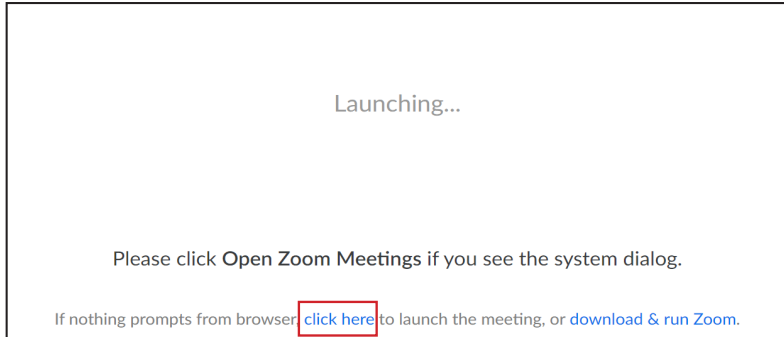 Launching...
Please click Open Zoom Meetings if you see the system dialog.
If nothing prompts from browser, click here to launch the meeting, or download & run Zoom.